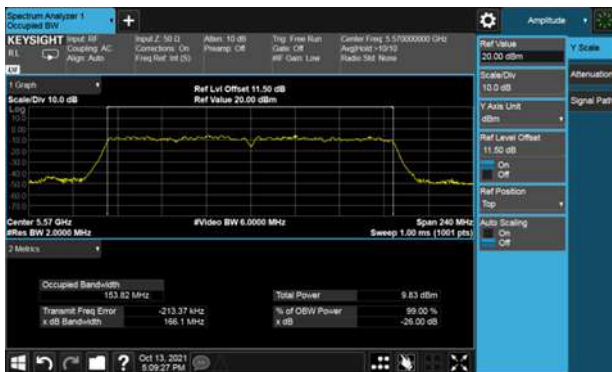 Spectrum Analyzer 1
Occupied BW
Amplitude
KEYSIGHT
Input: RF
Coupling: AC
Align: Auto
Input Z: 50 Ω
Corrections: On
Freq Ref: Int (S)
Atten: 10 dB
Preamp: Off
Trig: Free Run
Gate: Off
#IF Gain: Low
Center Freq: 5.570000000 GHz
Avg|Hold:>10/10
Radio Std: None
1 Graph
Scale/Div 10.0 dB
Ref Lvl Offset 11.50 dB
Ref Value 20.00 dBm
Log
Center 5.57 GHz
#Res BW 2.0000 MHz
#Video BW 6.0000 MHz
Span 240 MHz
Sweep 1.00 ms (1001 pts)
2 Metrics
Occupied Bandwidth
153.82 MHz
Total Power
9.83 dBm
Transmit Freq Error
-213.37 kHz
% of OBW Power
99.00 %
x dB Bandwidth
166.1 MHz
x dB
-26.00 dB
Oct 13, 2021
5:09:27 PM
Ref Value
20.00 dBm
Scale/Div
10.0 dB
Y Axis Unit
dBm
Ref Level Offset
11.50 dB
On
Off
Ref Position
Top
Auto Scaling
On
Off
Y Scale
Attenuation
Signal Path